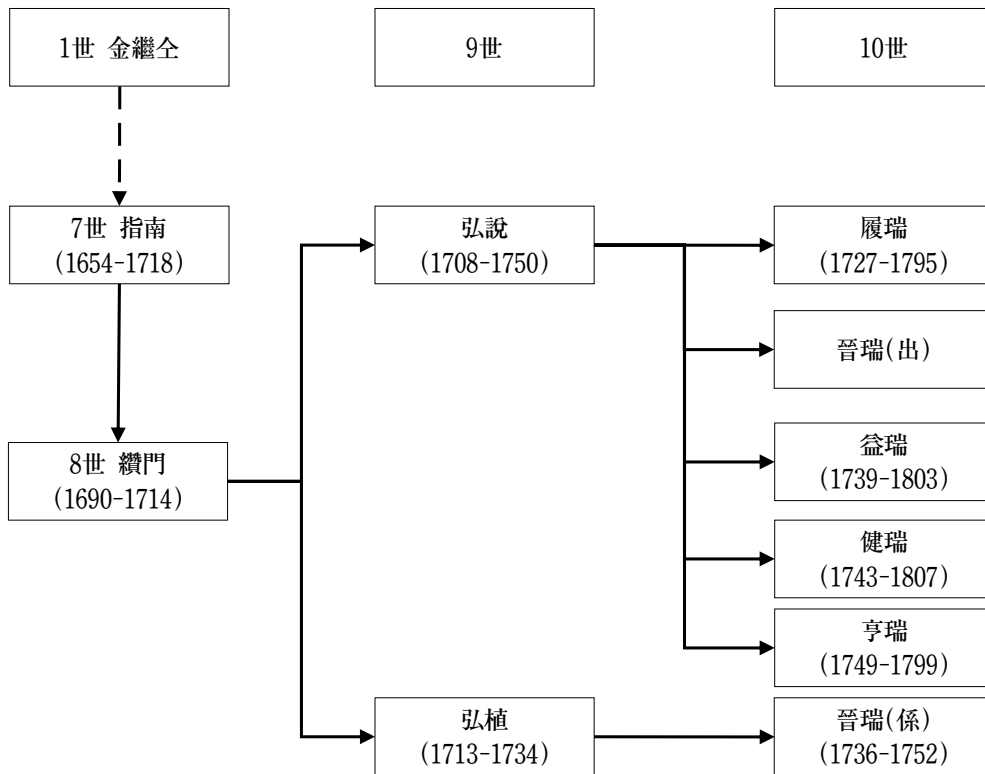 1世 金繼仝
9世
10世
7世 指南
(1654-1718)
弘說
(1708-1750)
履瑞
(1727-1795)
晉瑞(出)
8世 纘門
(1690-1714)
益瑞
(1739-1803)
健瑞
(1743-1807)
亨瑞
(1749-1799)
弘植
(1713-1734)
晉瑞(係)
(1736-1752)